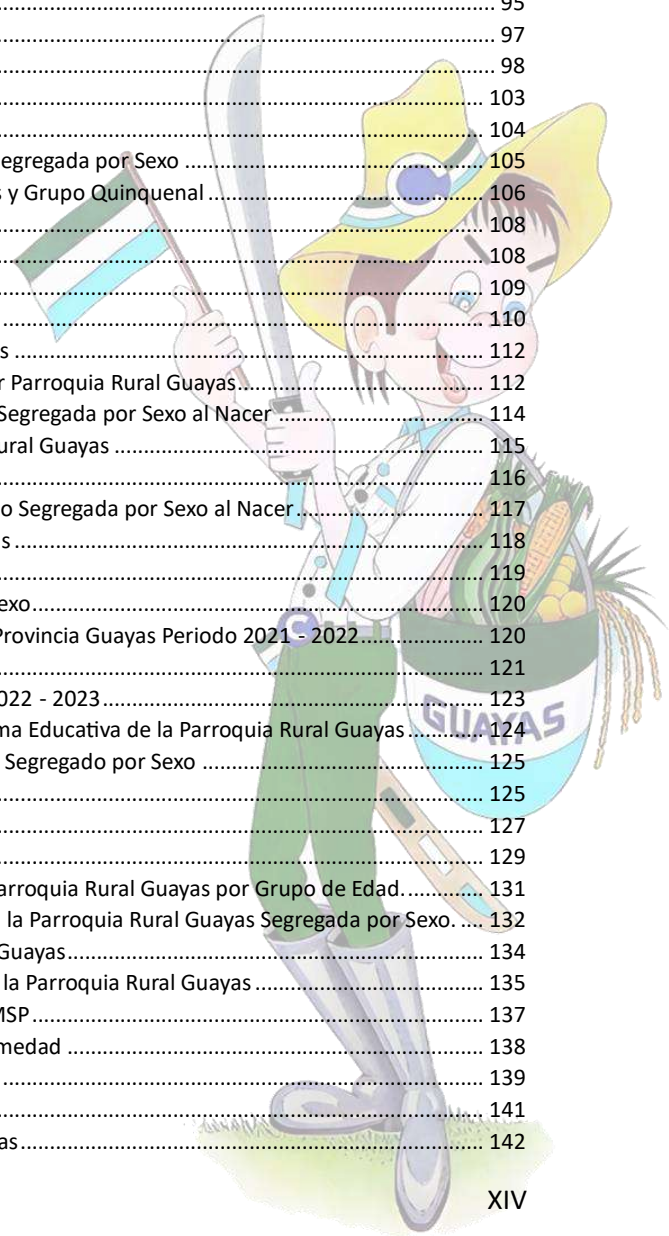 ........ 95
........ 97
........ 98
........ 103
........ 104
egregada por Sexo ........ 105
s y Grupo Quinquenal ........ 106
........ 108
........ 108
........ 109
........ 110
s ........ 112
r Parroquia Rural Guayas ........ 112
Segregada por Sexo al Nacer ........ 114
ural Guayas ........ 115
........ 116
o Segregada por Sexo al Nacer ........ 117
s ........ 118
........ 119
exo ........ 120
Provincia Guayas Periodo 2021 - 2022 ........ 120
........ 121
022 - 2023 ........ 123
ma Educativa de la Parroquia Rural Guayas ........ 124
Segregado por Sexo ........ 125
........ 125
........ 127
........ 129
arroquia Rural Guayas por Grupo de Edad. ........ 131
la Parroquia Rural Guayas Segregada por Sexo. .... 132
Guayas ........ 134
la Parroquia Rural Guayas ........ 135
MSP ........ 137
medad ........ 138
........ 139
........ 141
as ........ 142
C
C
GUAYAS
XIV